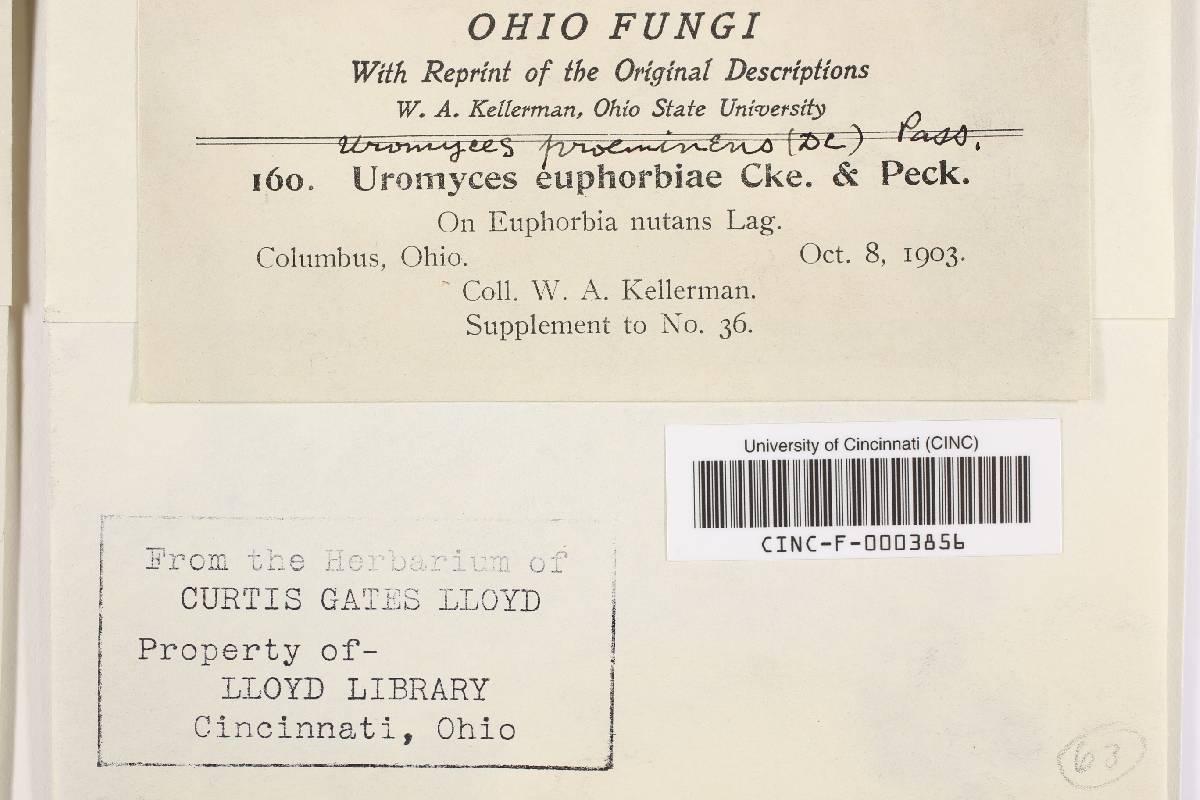 OHIO FUNGI
With Reprint of the Original Descriptions
W. A. Kellerman, Ohio State University
Uromyces proeminens (DC) Pass.
160. Uromyces euphorbiae Cke. & Peck.
On Euphorbia nutans Lag.
Columbus, Ohio. Oct. 8, 1903.
Coll. W. A. Kellerman.
Supplement to No. 36.
University of Cincinnati (CINC)
CINC-F-0003856
From the Herbarium of
CURTIS GATES LLOYD
Property of-
LLOYD LIBRARY
Cincinnati, Ohio
63